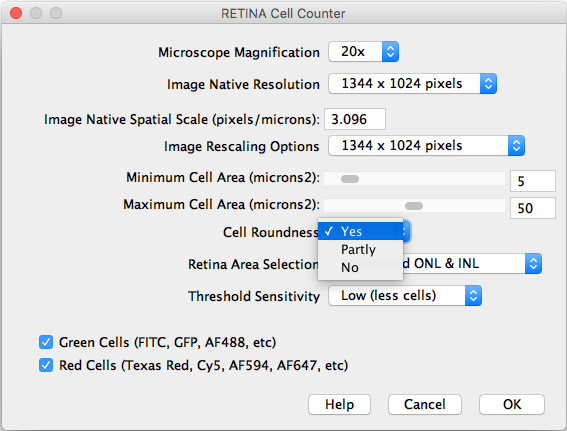 RETINA Cell Counter
Microscope Magnification 20x
Image Native Resolution 1344 x 1024 pixels
Image Native Spatial Scale (pixels/microns): 3.096
Image Rescaling Options 1344 x 1024 pixels
Minimum Cell Area (microns2): 5
Maximum Cell Area (microns2): 50
Cell Roundness ✓ Yes
Partly
No
Retina Area Selection ONL & INL
Threshold Sensitivity Low (less cells)
Green Cells (FITC, GFP, AF488, etc)
Red Cells (Texas Red, Cy5, AF594, AF647, etc)
Help Cancel OK